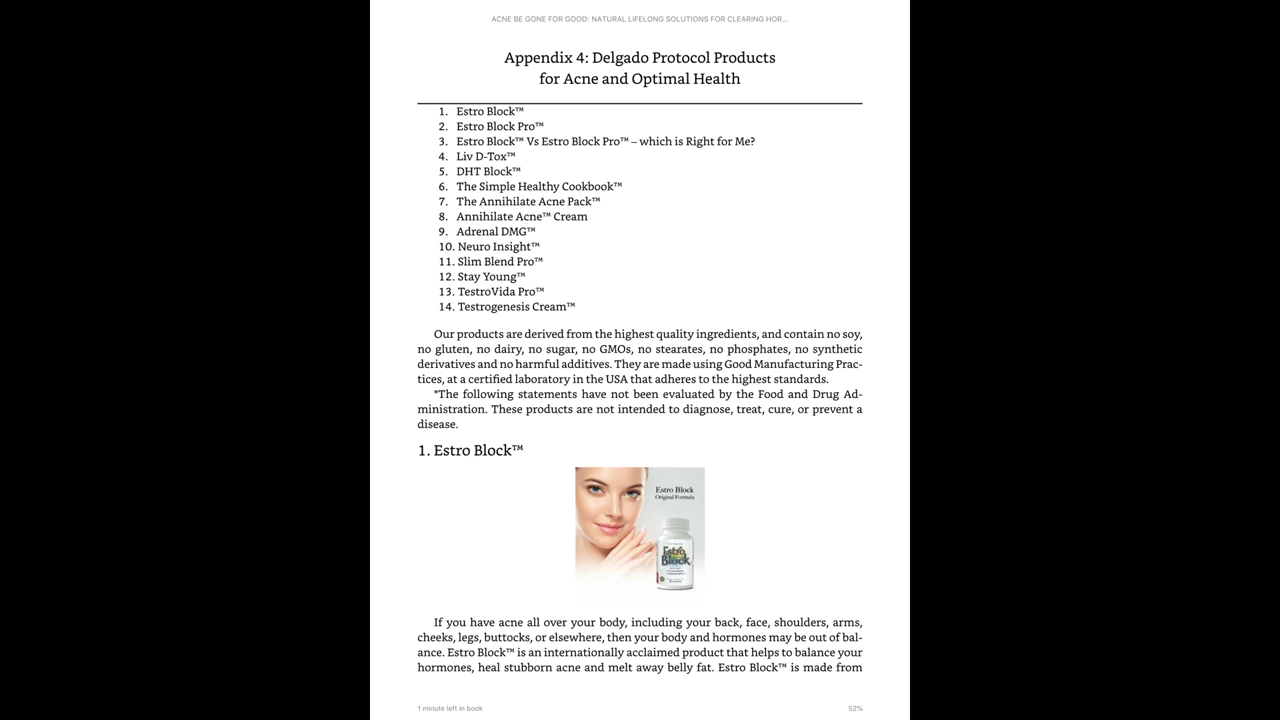 ACNE BE GONE FOR GOOD: NATURAL LIFELONG SOLUTIONS FOR CLEARING HOR...
Appendix 4: Delgado Protocol Products
for Acne and Optimal Health
1. Estro Block™
2. Estro Block Pro™
3. Estro Block™ Vs Estro Block Pro™ – which is Right for Me?
4. Liv D-Tox™
5. DHT Block™
6. The Simple Healthy Cookbook™
7. The Annihilate Acne Pack™
8. Annihilate Acne™ Cream
9. Adrenal DMG™
10. Neuro Insight™
11. Slim Blend Pro™
12. Stay Young™
13. TestroVida Pro™
14. Testrogenesis Cream™
Our products are derived from the highest quality ingredients, and contain no soy,
no gluten, no dairy, no sugar, no GMOs, no stearates, no phosphates, no synthetic
derivatives and no harmful additives. They are made using Good Manufacturing Prac-
tices, at a certified laboratory in the USA that adheres to the highest standards.
*The following statements have not been evaluated by the Food and Drug Ad-
ministration. These products are not intended to diagnose, treat, cure, or prevent a
disease.
1. Estro Block™
Estro Block
Original Formula
Estro
Block
If you have acne all over your body, including your back, face, shoulders, arms,
cheeks, legs, buttocks, or elsewhere, then your body and hormones may be out of bal-
ance. Estro Block™ is an internationally acclaimed product that helps to balance your
hormones, heal stubborn acne and melt away belly fat. Estro Block™ is made from
1 minute left in book
52%